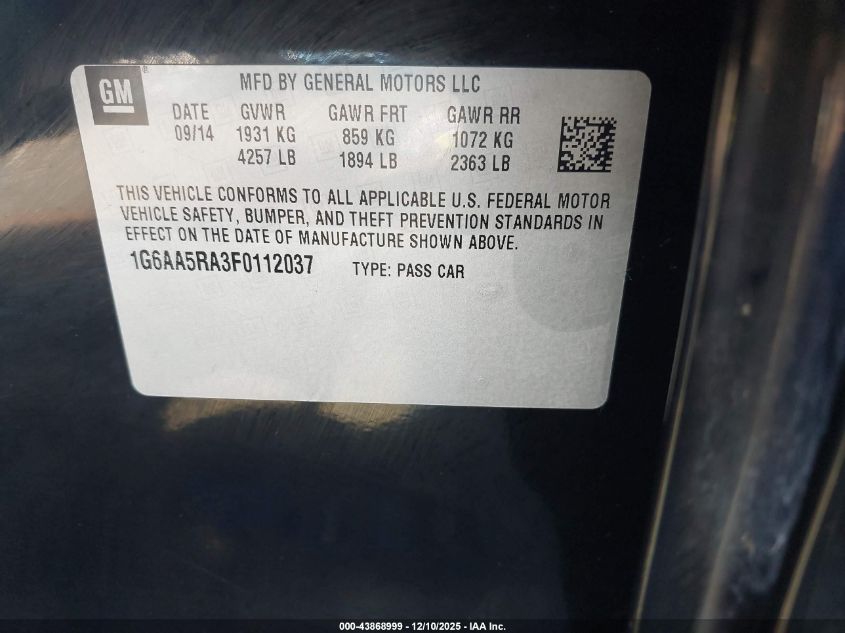 GM ®
MFD BY GENERAL MOTORS LLC
DATE GVWR GAWR FRT GAWR RR
09/14 1931 KG 859 KG 1072 KG
4257 LB 1894 LB 2363 LB
THIS VEHICLE CONFORMS TO ALL APPLICABLE U.S. FEDERAL MOTOR
VEHICLE SAFETY, BUMPER, AND THEFT PREVENTION STANDARDS IN
EFFECT ON THE DATE OF MANUFACTURE SHOWN ABOVE.
1G6AA5RA3F0112037 TYPE: PASS CAR
000-43868999 - 12/10/2025 - IAA Inc.